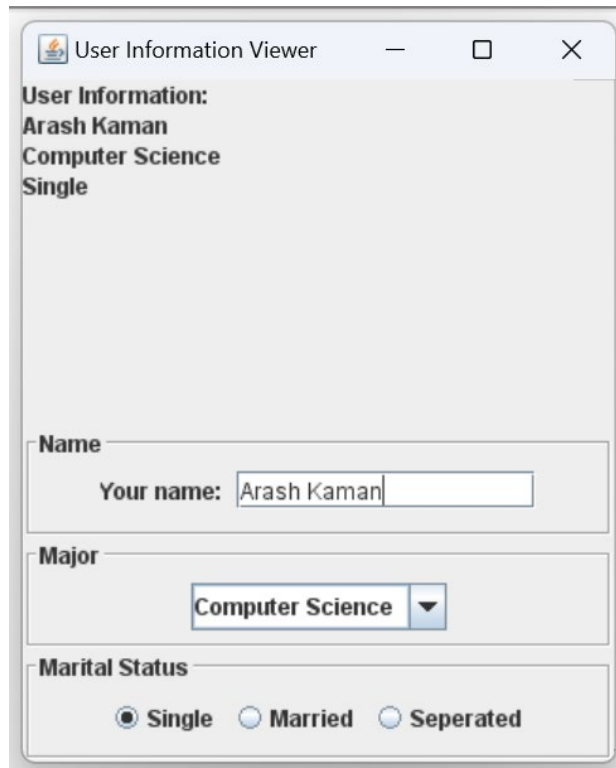 User Information Viewer
User Information:
Arash Kaman
Computer Science
Single
Name
Your name: Arash Kaman
Major
Computer Science
Marital Status
Single Married Seperated